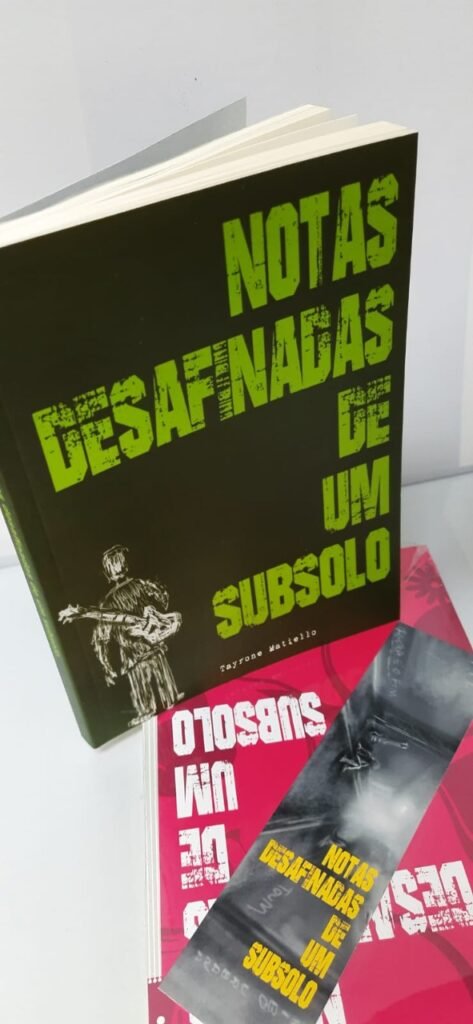 NOTAS
DESAFINADAS
DE
UM
SUBSOLO
Tayrone Matiello
SUBSOLO
UM
DE
NOTAS
DESAFINADAS
DE
UM
SUBSOLO